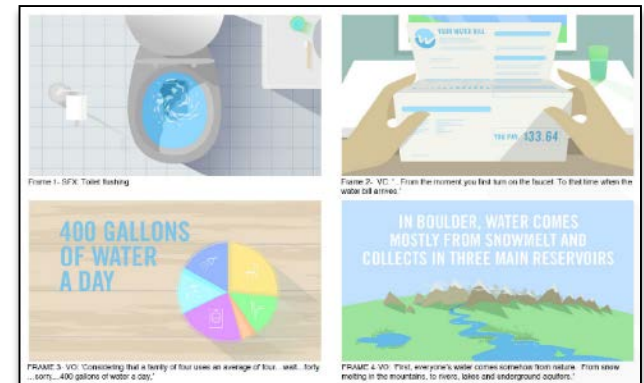 Frame 1- SFX: Toilet flushing
YOUR WATER BILL
YOU PAY 133.64
Frame 2- VO: "...From the moment you first turn on the faucet. To that time when the
water bill arrives."
400 GALLONS
OF WATER
A DAY
FRAME 3- VO: "Considering that a family of four uses an average of four...wait...forty
...sorry....400 gallons of water a day,"
IN BOULDER, WATER COMES
MOSTLY FROM SNOWMELT AND
COLLECTS IN THREE MAIN RESERVOIRS
FRAME 4- VO: "First, everyone's water comes somehow from nature. From snow
melting in the mountains, to rivers, lakes and underground aquifers."